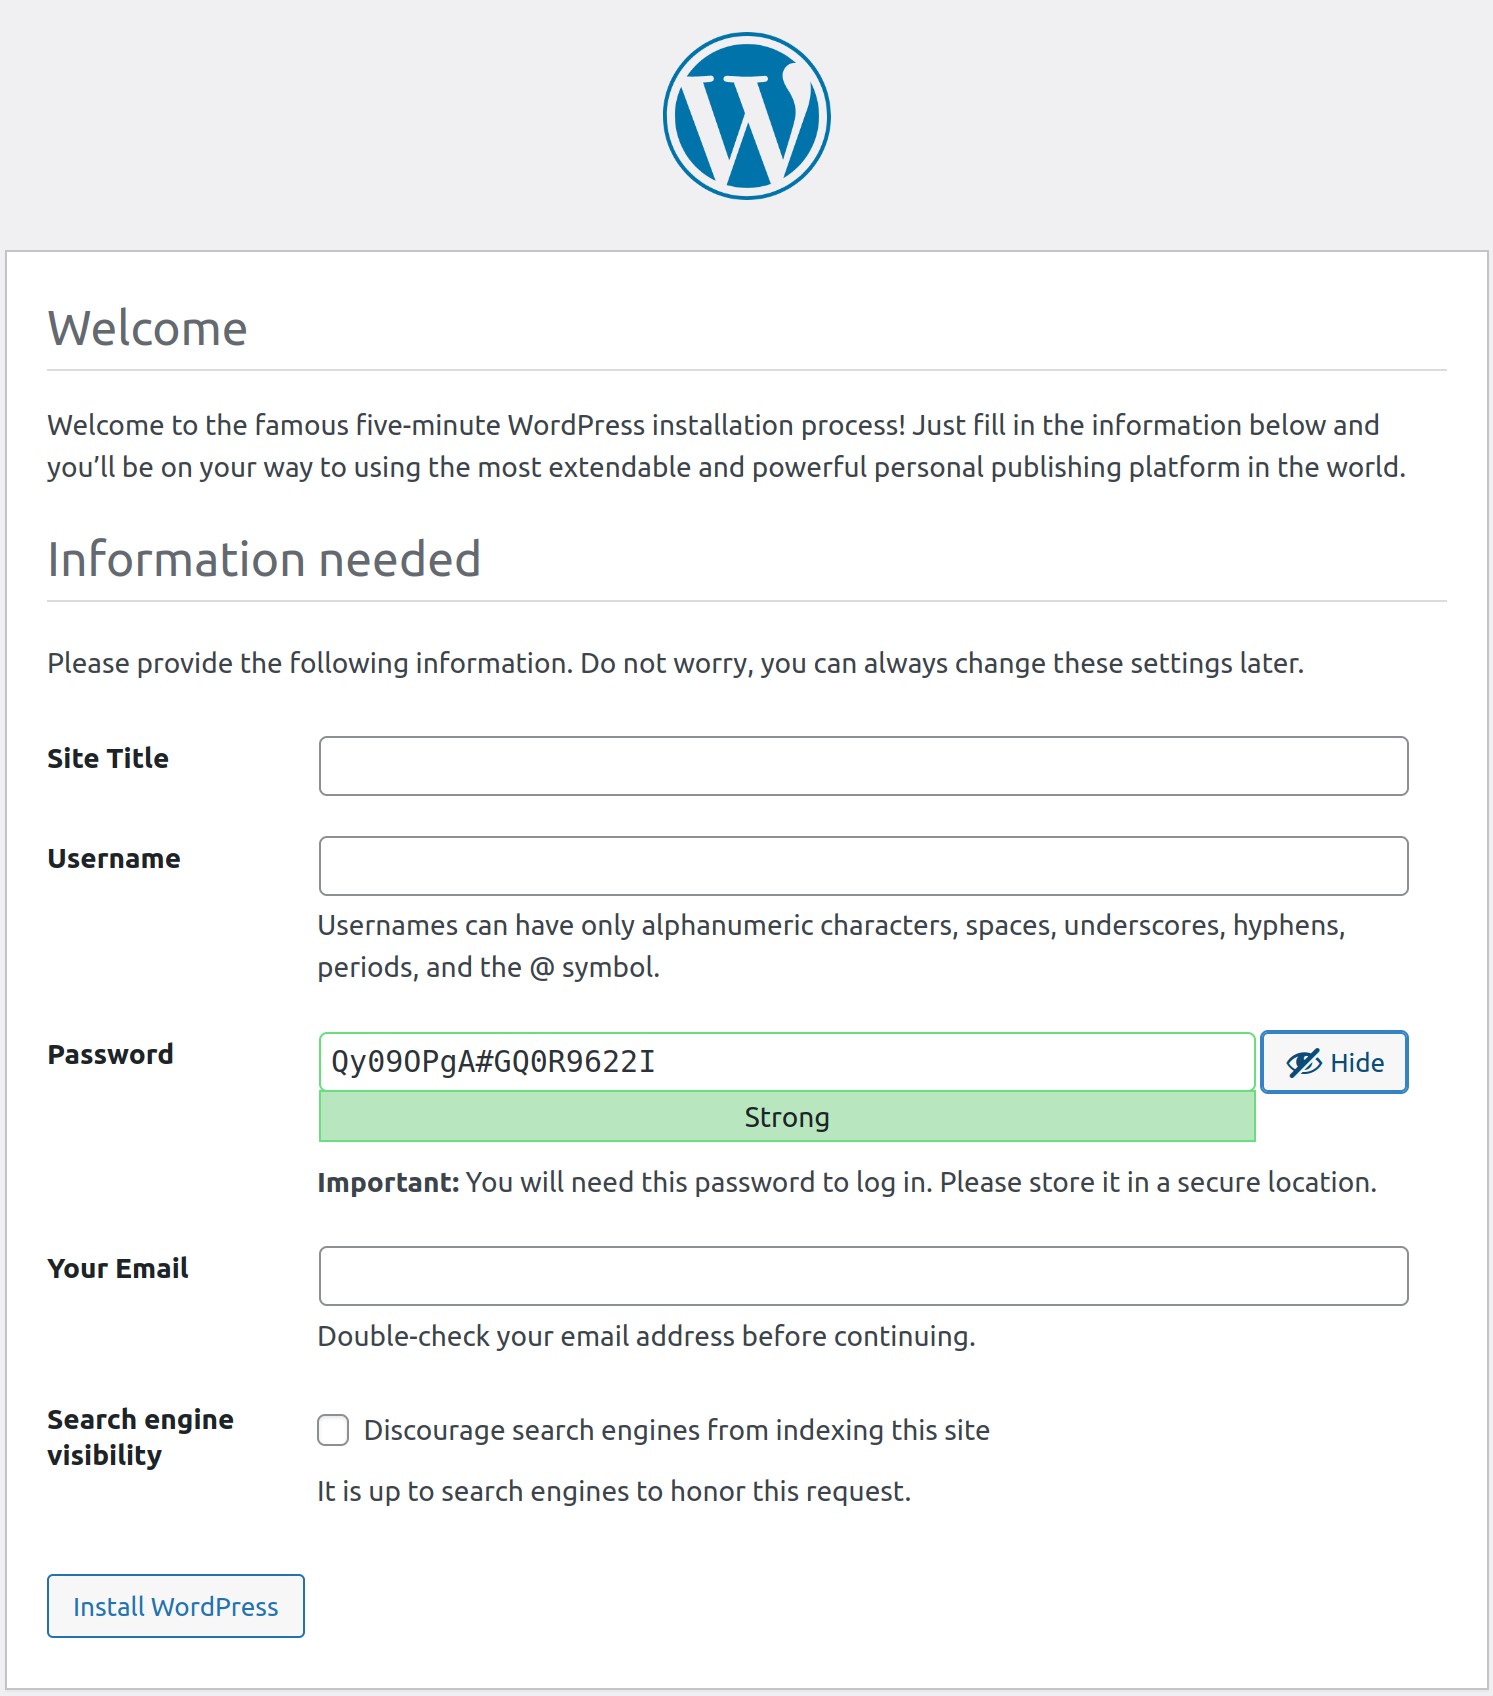 Welcome
Welcome to the famous five-minute WordPress installation process! Just fill in the information below and
you’ll be on your way to using the most extendable and powerful personal publishing platform in the world.
Information needed
Please provide the following information. Do not worry, you can always change these settings later.
Site Title
Username
Usernames can have only alphanumeric characters, spaces, underscores, hyphens,
periods, and the @ symbol.
Password
Qy09OPgA#GQ0R9622I
Hide
Strong
Important: You will need this password to log in. Please store it in a secure location.
Your Email
Double-check your email address before continuing.
Search engine
visibility
Discourage search engines from indexing this site
It is up to search engines to honor this request.
Install WordPress